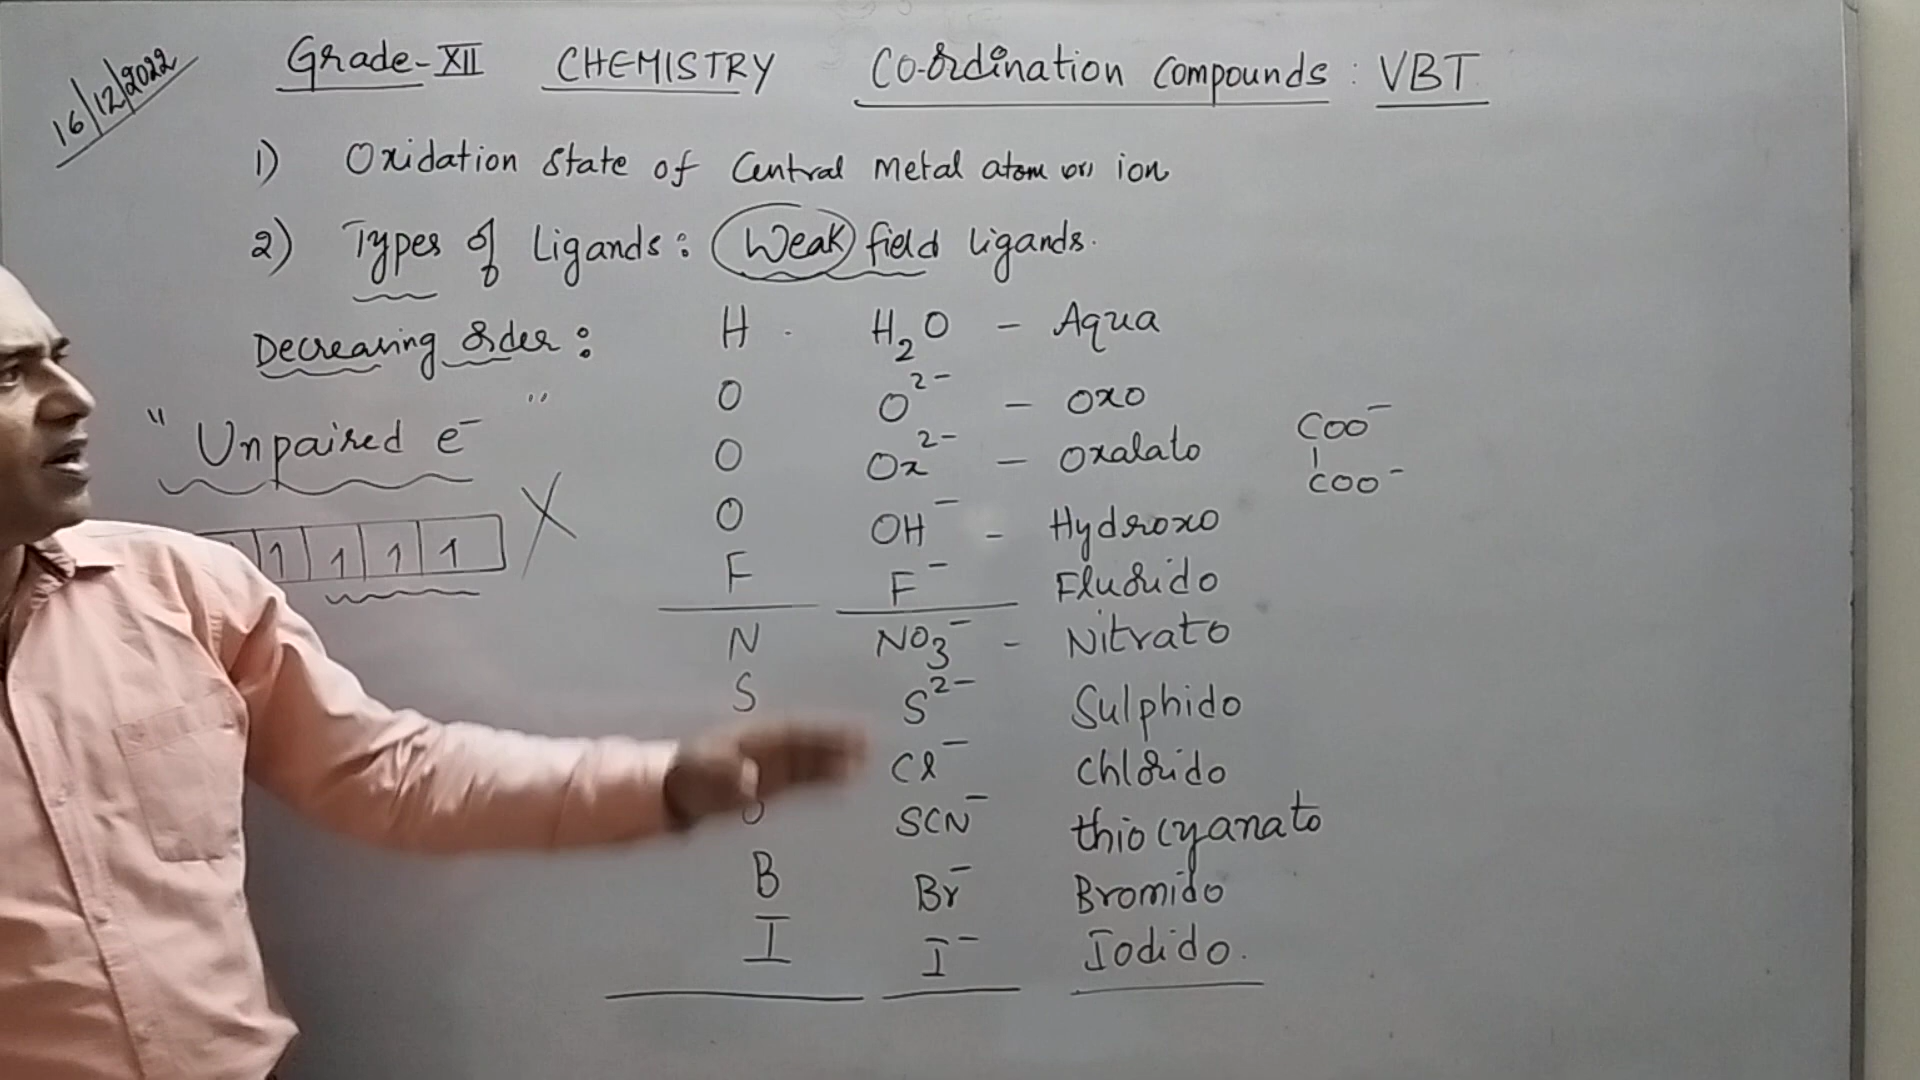 16/12/2022
Grade-XII CHEMISTRY Co-ordination Compounds : VBT
1) Oxidation State of Central Metal atom or ion
2) Types of Ligands : Weak field ligands.
Decreasing order :
"Unpaired e⁻"
1 1 1 1 X
H . H₂O - Aqua
O O²⁻ - Oxo
O Ox²⁻ - Oxalato
COO⁻
COO⁻
O OH⁻ - Hydroxo
F F⁻ Fluorido
N NO₃⁻ - Nitrato
S S²⁻ Sulphido
Cl⁻ Chlorido
SCN⁻ thiocyanato
B Br⁻ Bromido
I I⁻ Iodido.